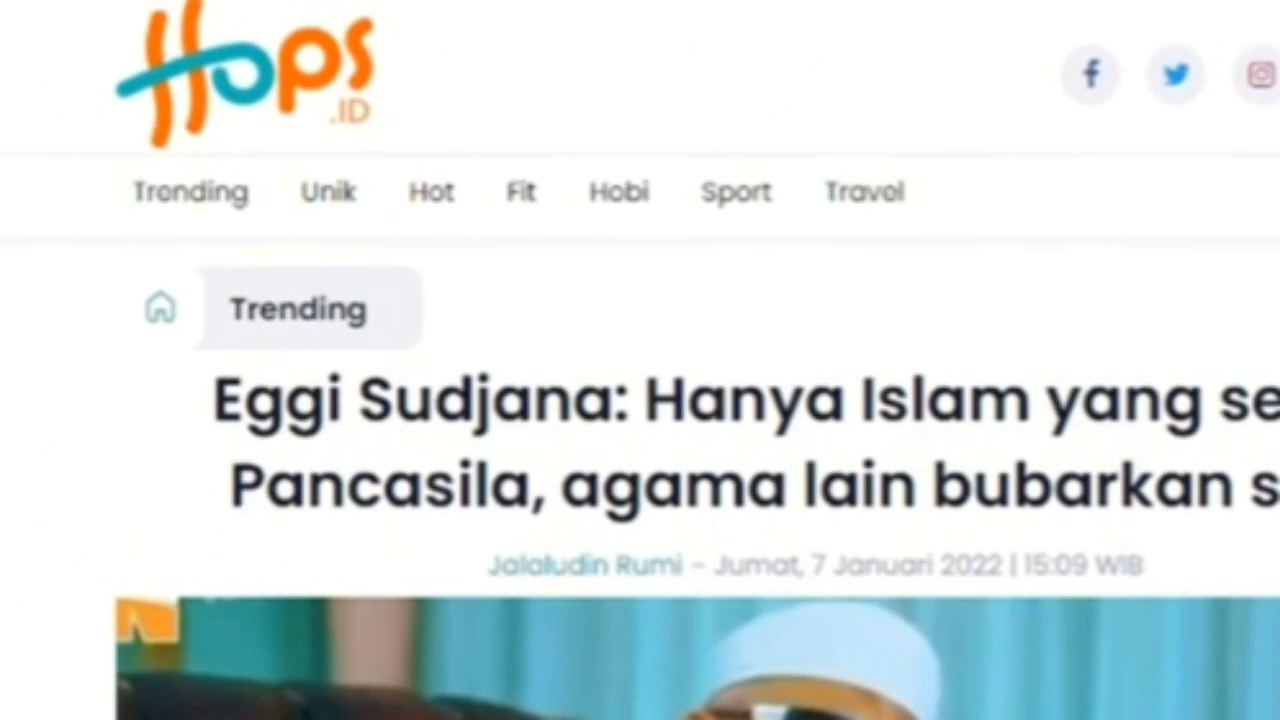 Hops
.ID
Trending Unik Hot Fit Hobi Sport Travel
Trending
Eggi Sudjana: Hanya Islam yang se
Pancasila, agama lain bubarkan s
Jalaludin Rumi - Jumat, 7 Januari 2022 | 15:09 WIB